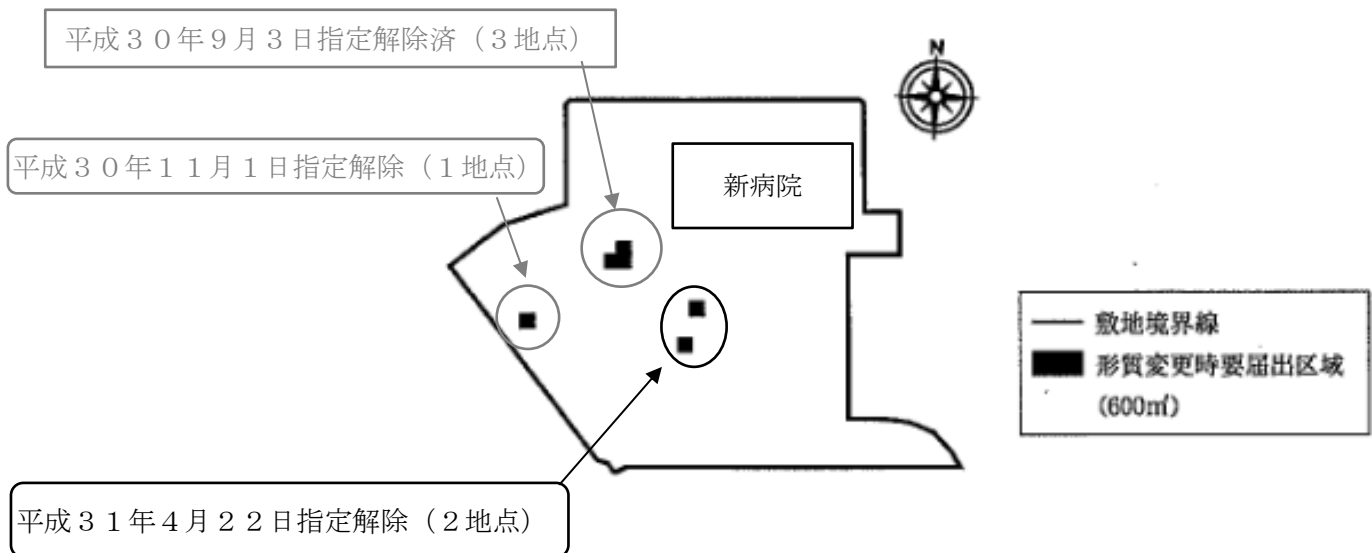 平成３０年９月３日指定解除済（３地点）
N
平成３０年１１月１日指定解除（１地点）
新病院
敷地境界線
形質変更時要届出区域
(600㎡)
平成３１年４月２２日指定解除（２地点）